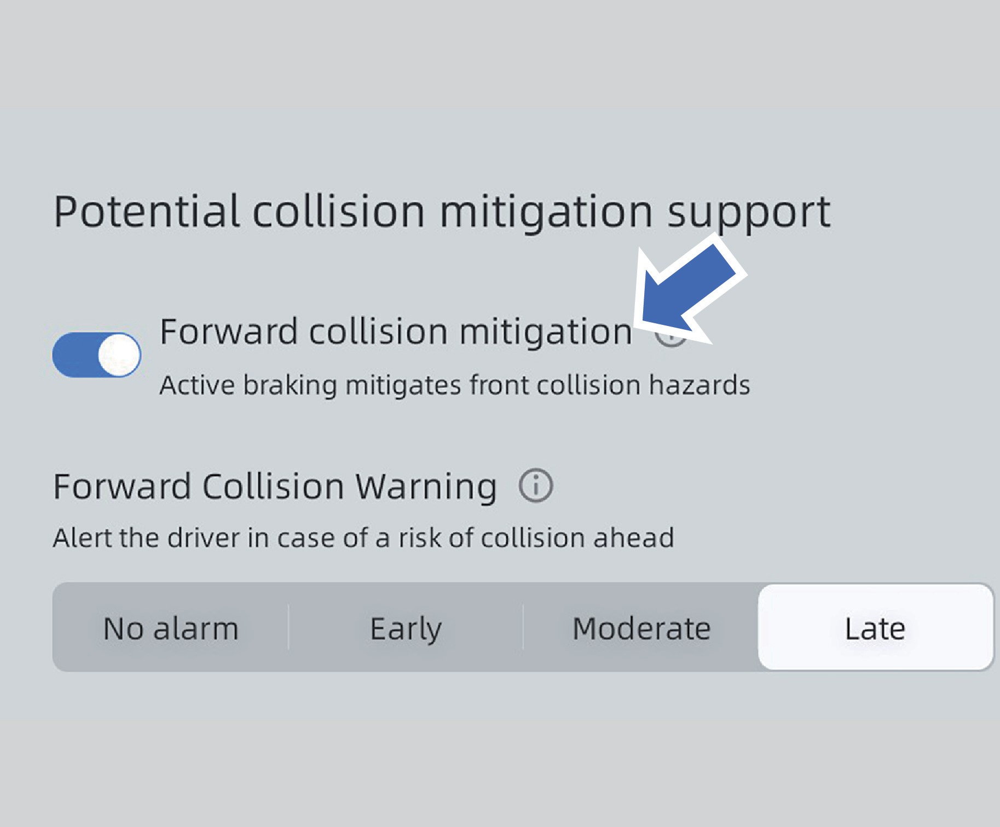 Potential collision mitigation support
Forward collision mitigation
Active braking mitigates front collision hazards
Forward Collision Warning
Alert the driver in case of a risk of collision ahead
No alarm
Early
Moderate
Late